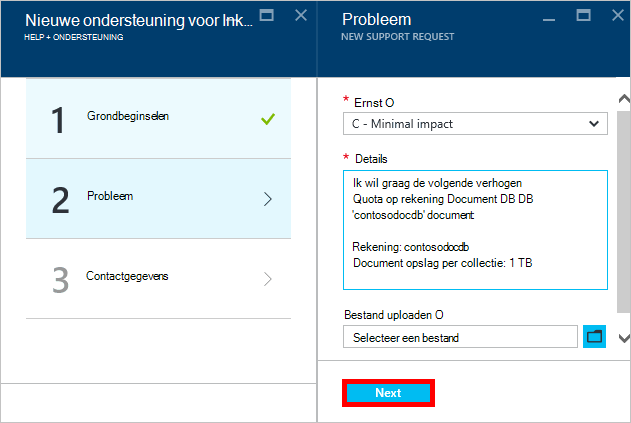 Nieuwe ondersteuning voor Ink...
HELP + ONDERSTEUNING
1 Grondbeginselen
2 Probleem
3 Contactgegevens
Probleem
NEW SUPPORT REQUEST
* Ernst O
C - Minimal impact
* Details
Ik wil graag de volgende verhogen
Quota op rekening Document DB DB
'contosodocdb' document:
Rekening: contosodocdb
Document opslag per collectie: 1 TB
Bestand uploaden O
Selecteer een bestand
Next